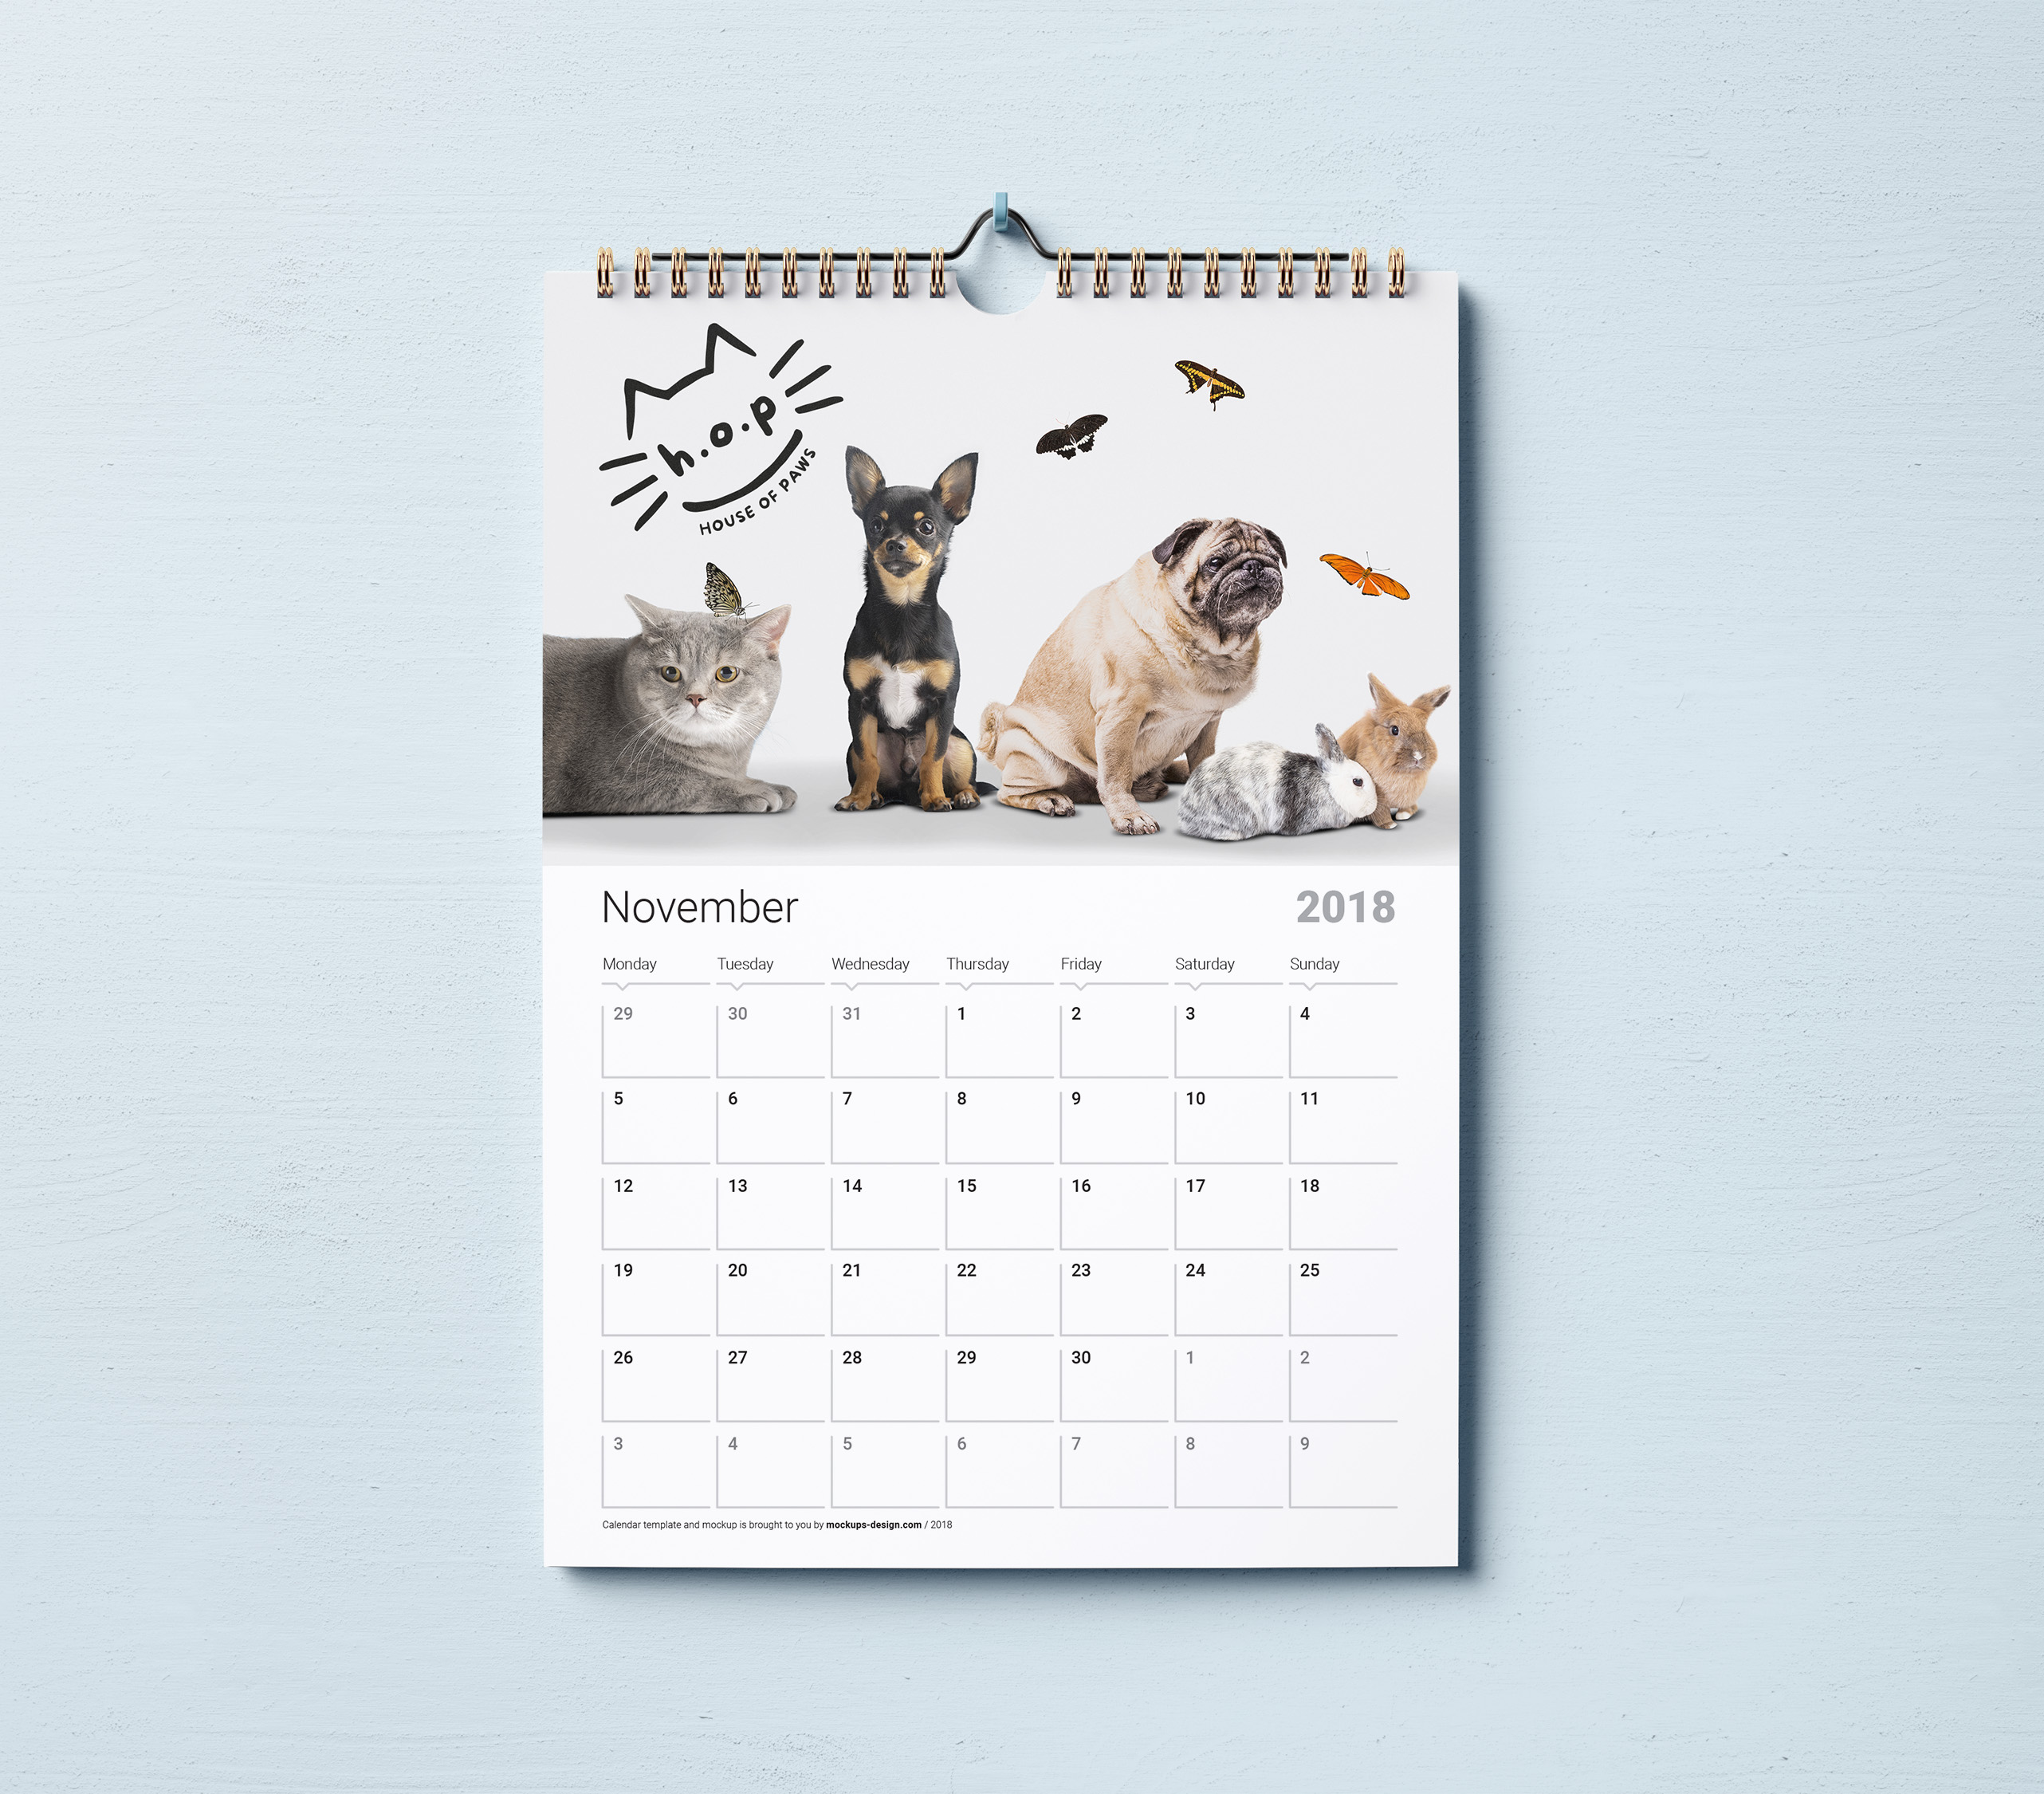 h.o.p
HOUSE OF PAWS
November 2018
Monday Tuesday Wednesday Thursday Friday Saturday Sunday
29 30 31 1 2 3 4
5 6 7 8 9 10 11
12 13 14 15 16 17 18
19 20 21 22 23 24 25
26 27 28 29 30 1 2
3 4 5 6 7 8 9
Calendar template and mockup is brought to you by mockups-design.com / 2018